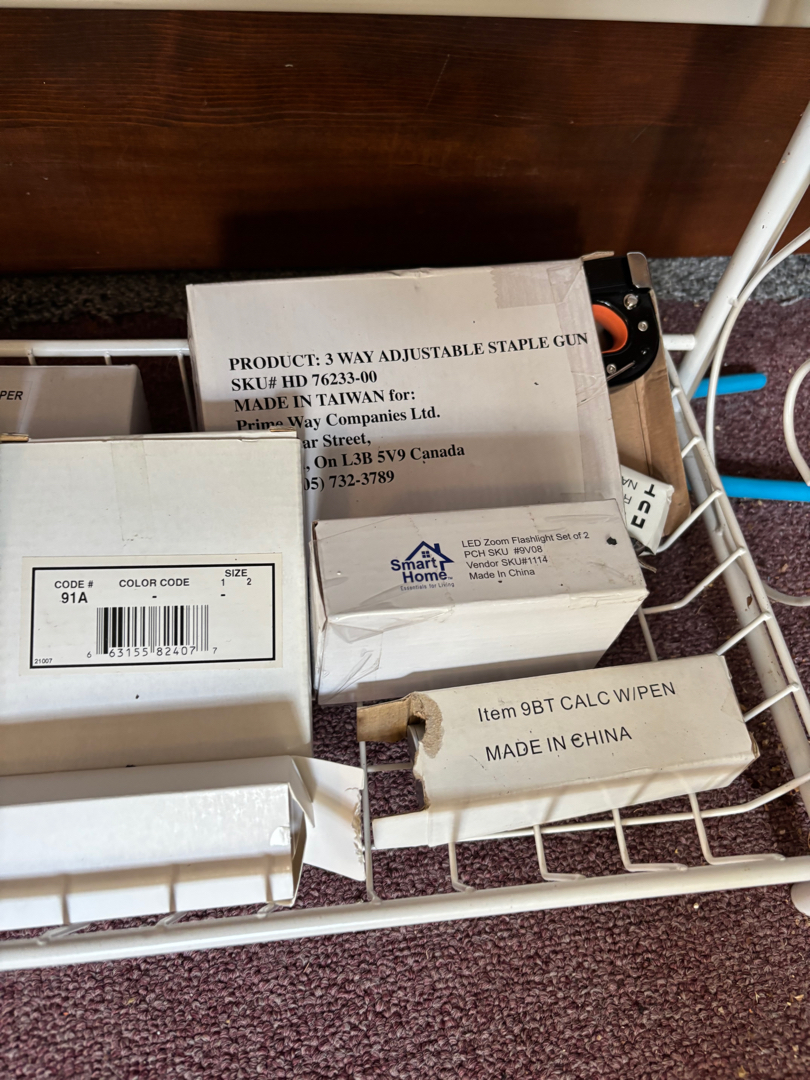 PRODUCT: 3 WAY ADJUSTABLE STAPLE GUN
SKU# HD 76233-00
MADE IN TAIWAN for:
Prime Way Companies Ltd.
ar Street,
, On L3B 5V9 Canada
05) 732-3789
PER
CODE # COLOR CODE SIZE
1 2
91A - -
6 63155 82407 7
21007
Smart Home™
Essentials for Living
LED Zoom Flashlight Set of 2
PCH SKU #9V08
Vendor SKU#1114
Made In China
Item 9BT CALC W/PEN
MADE IN CHINA